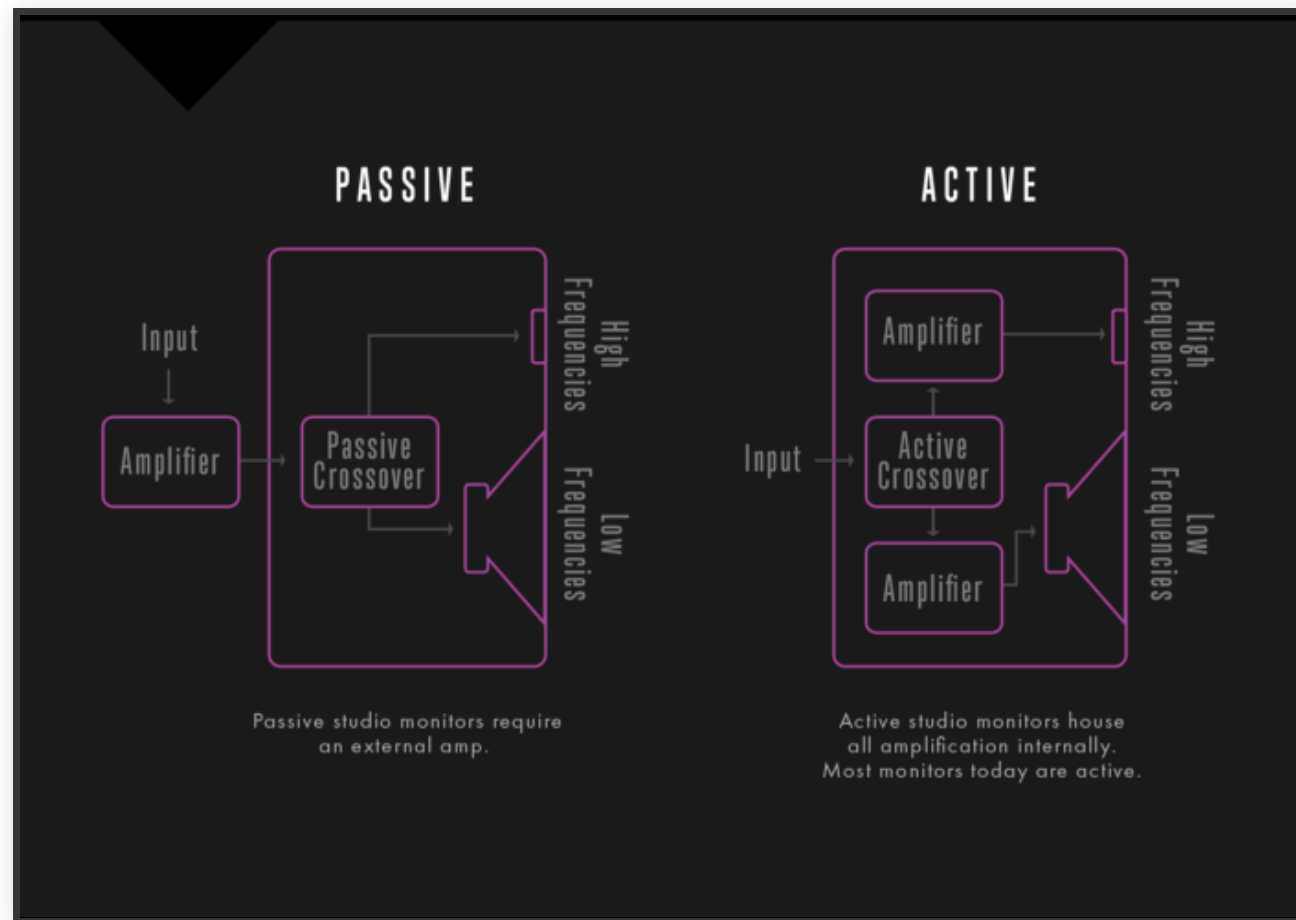 PASSIVE
Input
Amplifier
Passive
Crossover
High
Frequencies
Low
Frequencies
Passive studio monitors require
an external amp.
ACTIVE
Input
Amplifier
Active
Crossover
Amplifier
High
Frequencies
Low
Frequencies
Active studio monitors house
all amplification internally.
Most monitors today are active.